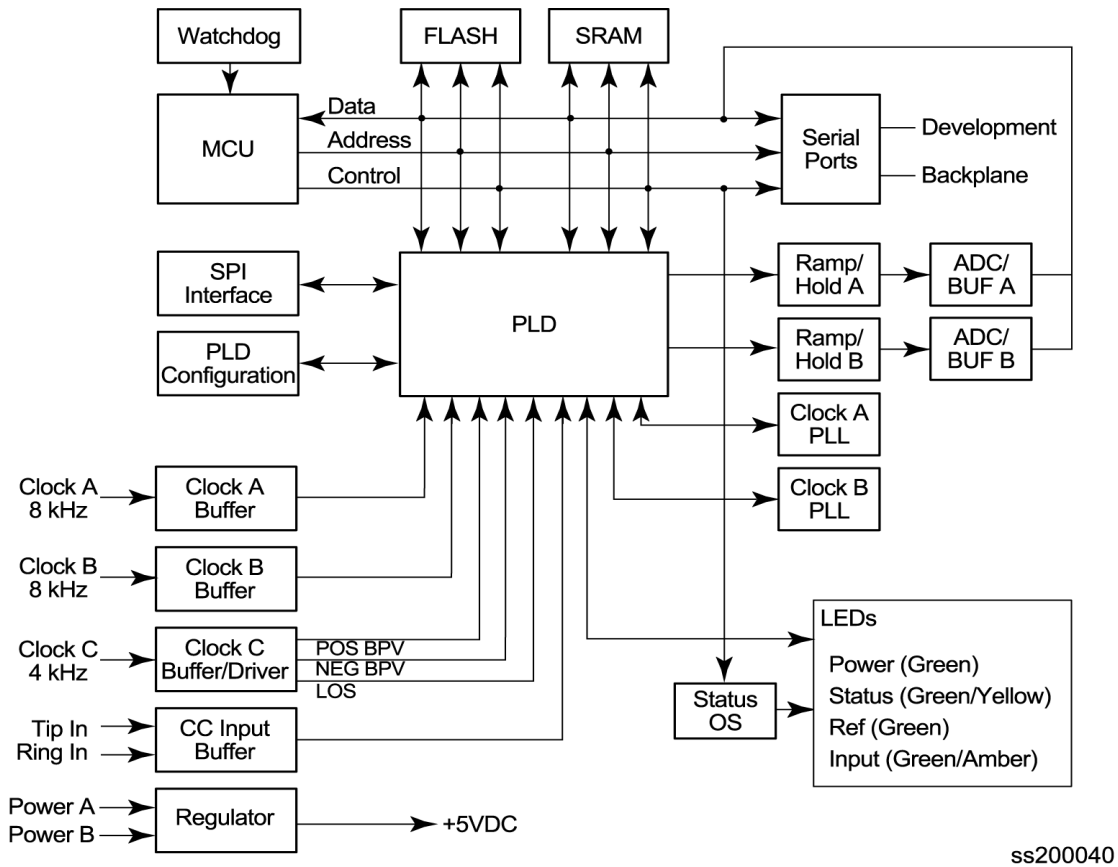 Watchdog
FLASH
SRAM
MCU
Data
Address
Control
Serial
Ports
Development
Backplane
SPI
Interface
PLD
Configuration
PLD
Ramp/
Hold A
ADC/
BUF A
Ramp/
Hold B
ADC/
BUF B
Clock A
PLL
Clock B
PLL
Clock A
8 kHz
Clock A
Buffer
Clock B
8 kHz
Clock B
Buffer
Clock C
4 kHz
Clock C
Buffer/Driver
POS BPV
NEG BPV
LOS
Tip In
Ring In
CC Input
Buffer
Power A
Power B
Regulator
+5VDC
Status
OS
LEDs
Power (Green)
Status (Green/Yellow)
Ref (Green)
Input (Green/Amber)
ss200040